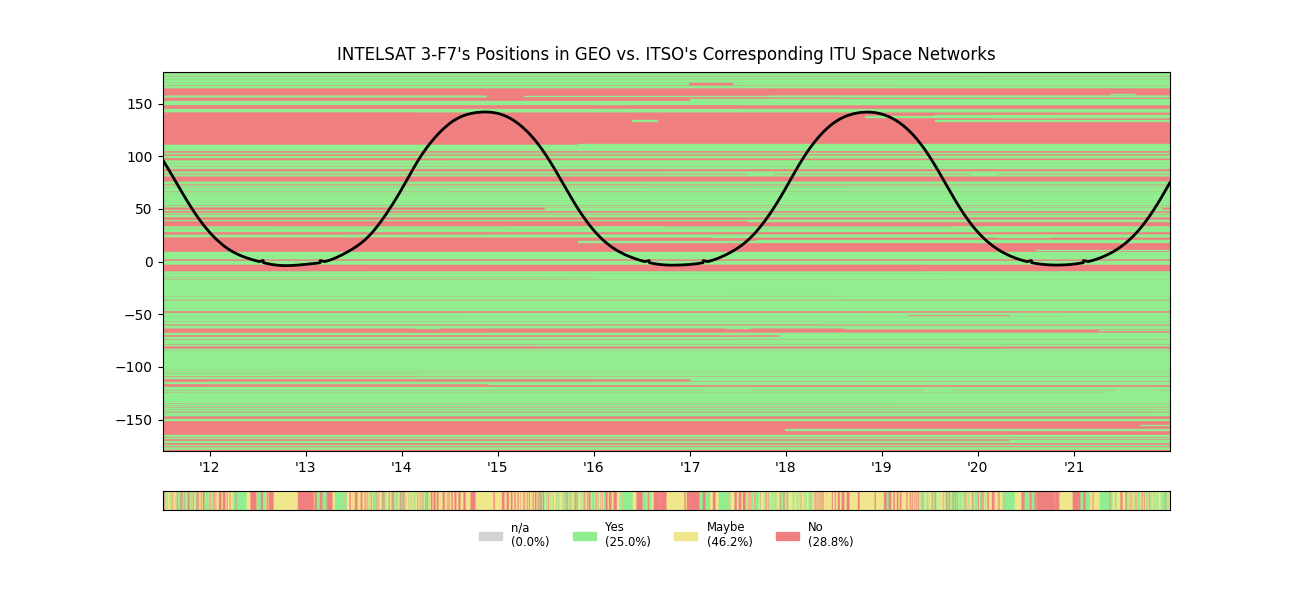 INTELSAT 3-F7's Positions in GEO vs. ITSO's Corresponding ITU Space Networks
150
100
50
0
−50
−100
−150
'12 '13 '14 '15 '16 '17 '18 '19 '20 '21
n/a Yes Maybe No
(0.0%) (25.0%) (46.2%) (28.8%)